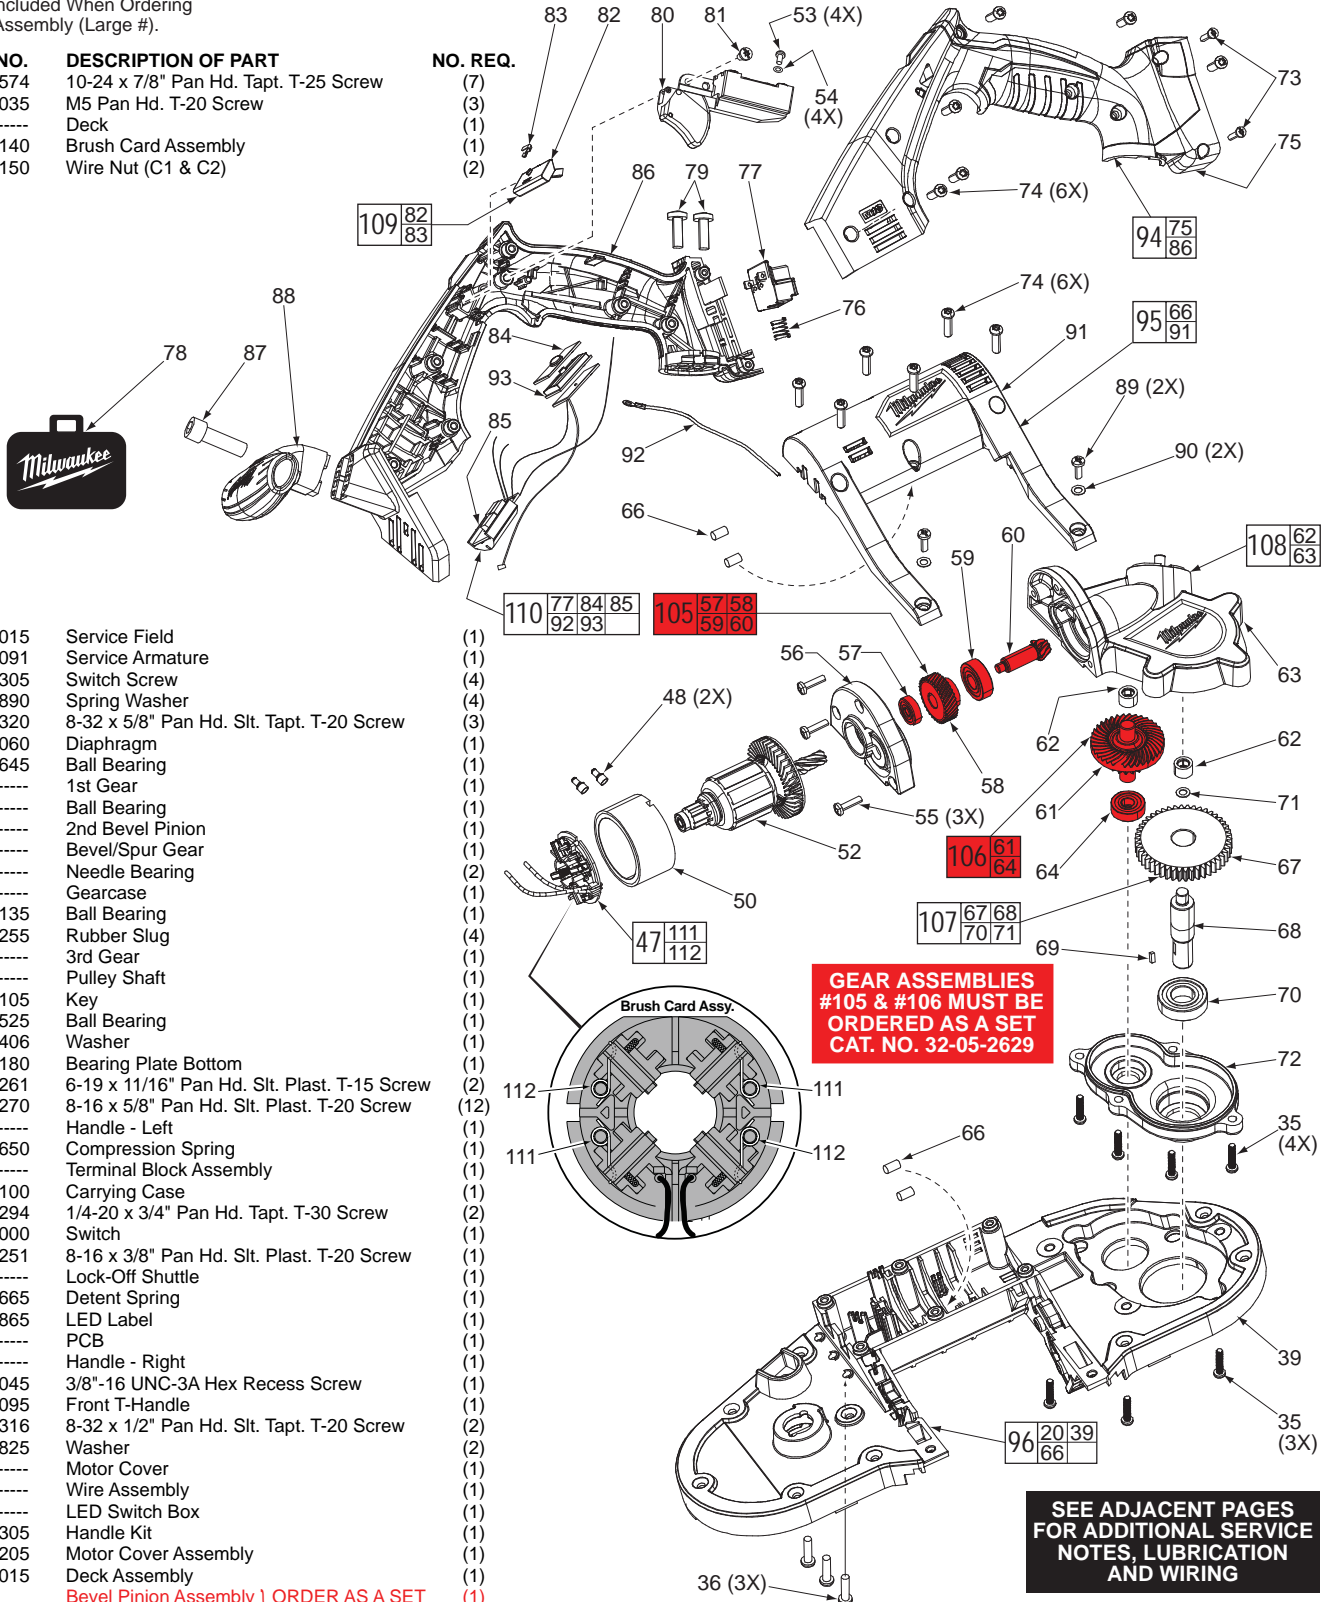 ncluded When Ordering
Assembly (Large #).
NO. DESCRIPTION OF PART NO. REQ.
574 10-24 x 7/8" Pan Hd. Tapt. T-25 Screw (7)
035 M5 Pan Hd. T-20 Screw (3)
----- Deck (1)
140 Brush Card Assembly (1)
150 Wire Nut (C1 & C2) (2)
83
82
80
81
53 (4X)
54
(4X)
73
75
74 (6X)
94 75 86
109 82 83
86
79
77
76
74 (6X)
95 66 91
91
89 (2X)
90 (2X)
88
87
78
Milwaukee
84
93
85
92
66
Milwaukee
110 77 84 85 92 93
105 57 58 59 60
59
60
108 62 63
Milwaukee
63
56
57
58
62
62
48 (2X)
55 (3X)
52
50
61
64
71
67
106 61 64
107 67 68 70 71
68
69
70
47 111 112
015 Service Field (1)
091 Service Armature (1)
305 Switch Screw (4)
890 Spring Washer (4)
320 8-32 x 5/8" Pan Hd. Slt. Tapt. T-20 Screw (3)
060 Diaphragm (1)
645 Ball Bearing (1)
----- 1st Gear (1)
----- Ball Bearing (1)
----- 2nd Bevel Pinion (1)
----- Bevel/Spur Gear (1)
----- Needle Bearing (2)
----- Gearcase (1)
135 Ball Bearing (1)
255 Rubber Slug (4)
----- 3rd Gear (1)
----- Pulley Shaft (1)
105 Key (1)
525 Ball Bearing (1)
406 Washer (1)
180 Bearing Plate Bottom (1)
261 6-19 x 11/16" Pan Hd. Slt. Plast. T-15 Screw (2)
270 8-16 x 5/8" Pan Hd. Slt. Plast. T-20 Screw (12)
----- Handle - Left (1)
650 Compression Spring (1)
----- Terminal Block Assembly (1)
100 Carrying Case (1)
294 1/4-20 x 3/4" Pan Hd. Tapt. T-30 Screw (2)
000 Switch (1)
251 8-16 x 3/8" Pan Hd. Slt. Plast. T-20 Screw (1)
----- Lock-Off Shuttle (1)
665 Detent Spring (1)
865 LED Label (1)
----- PCB (1)
----- Handle - Right (1)
045 3/8"-16 UNC-3A Hex Recess Screw (1)
095 Front T-Handle (1)
316 8-32 x 1/2" Pan Hd. Slt. Tapt. T-20 Screw (2)
825 Washer (2)
----- Motor Cover (1)
----- Wire Assembly (1)
----- LED Switch Box (1)
305 Handle Kit (1)
205 Motor Cover Assembly (1)
015 Deck Assembly (1)
Bevel Pinion Assembly } ORDER AS A SET (1)
GEAR ASSEMBLIES
#105 & #106 MUST BE
ORDERED AS A SET
CAT. NO. 32-05-2629
Brush Card Assy.
112
111
111
112
72
35
(4X)
66
39
35
(3X)
96 20 39 66
36 (3X)
SEE ADJACENT PAGES
FOR ADDITIONAL SERVICE
NOTES, LUBRICATION
AND WIRING